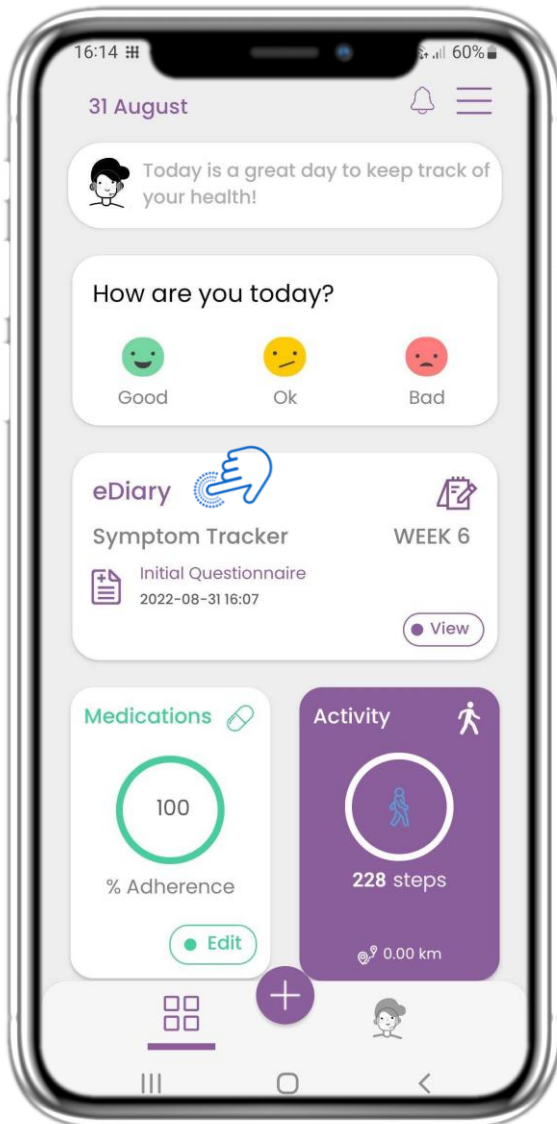 16:14 60%
31 August
Today is a great day to keep track of
your health!
How are you today?
Good Ok Bad
eDiary
Symptom Tracker WEEK 6
Initial Questionnaire
2022-08-31 16:07
View
Medications
100
% Adherence
Edit
Activity
228 steps
0.00 km